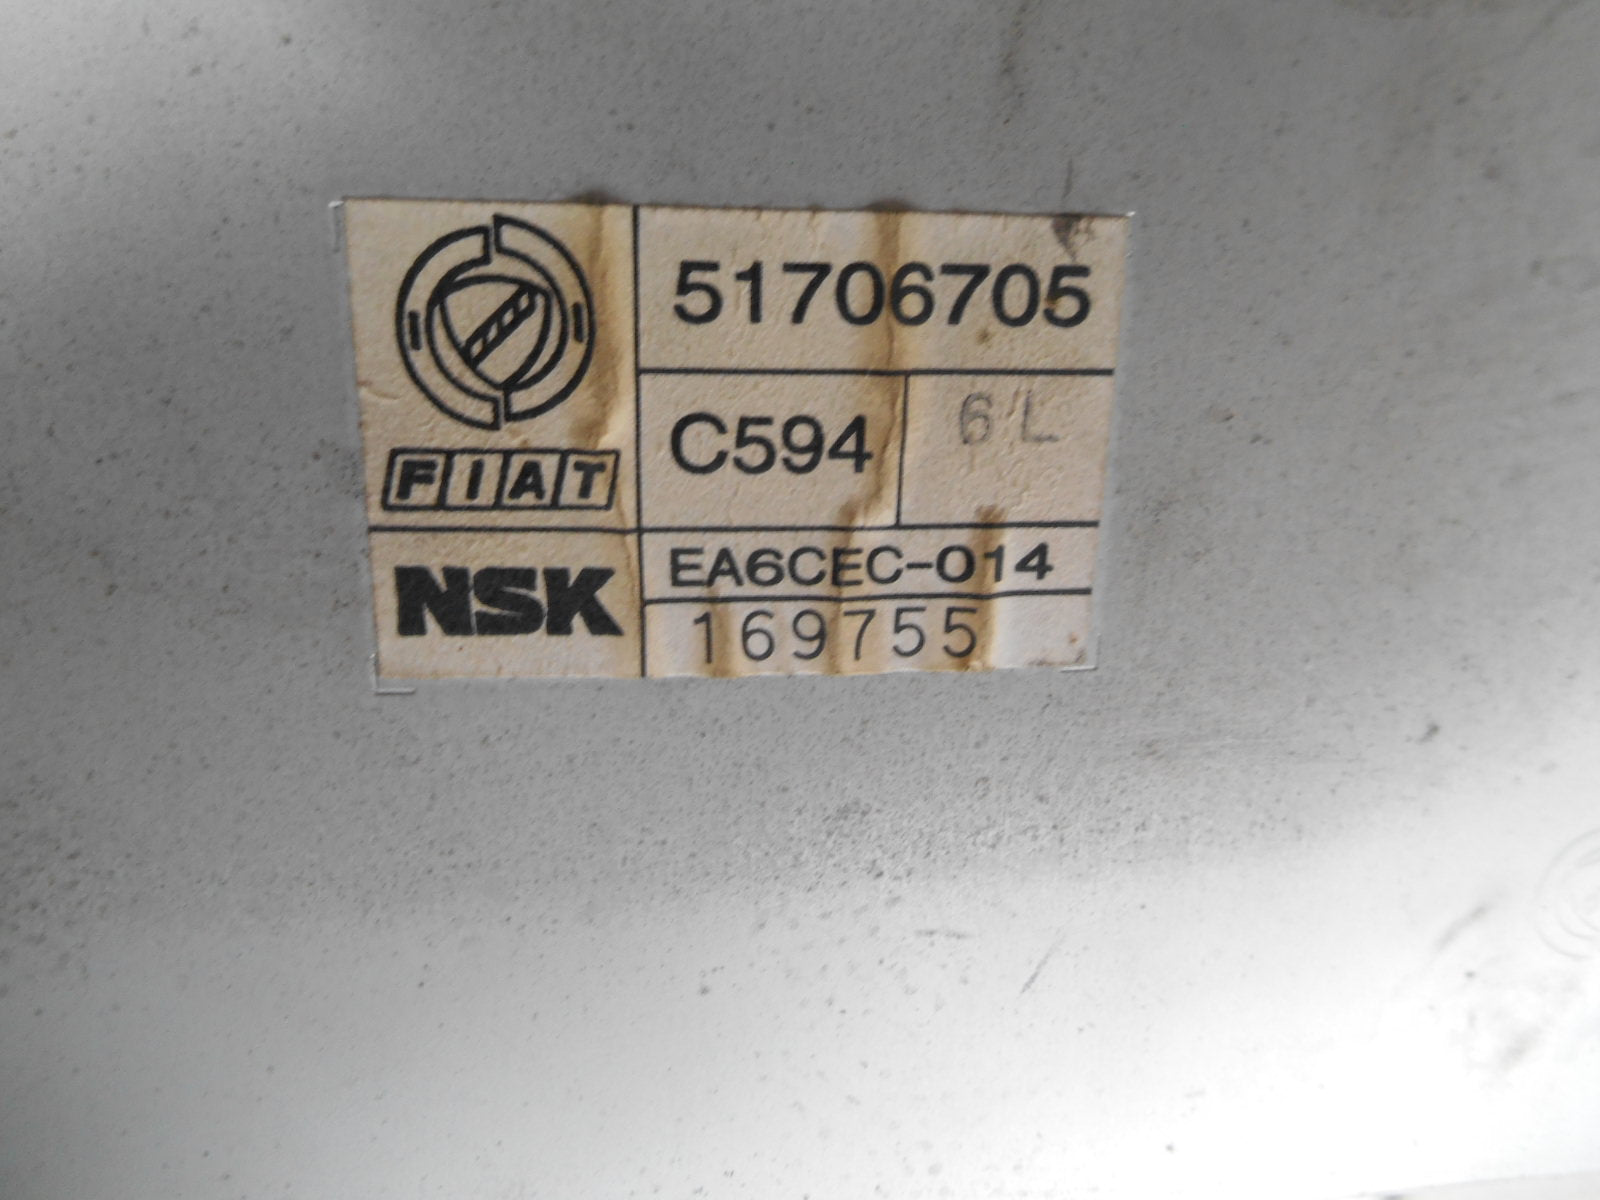 51706705
C594 6L
FIAT
EA6CEC-014
NSK
169755